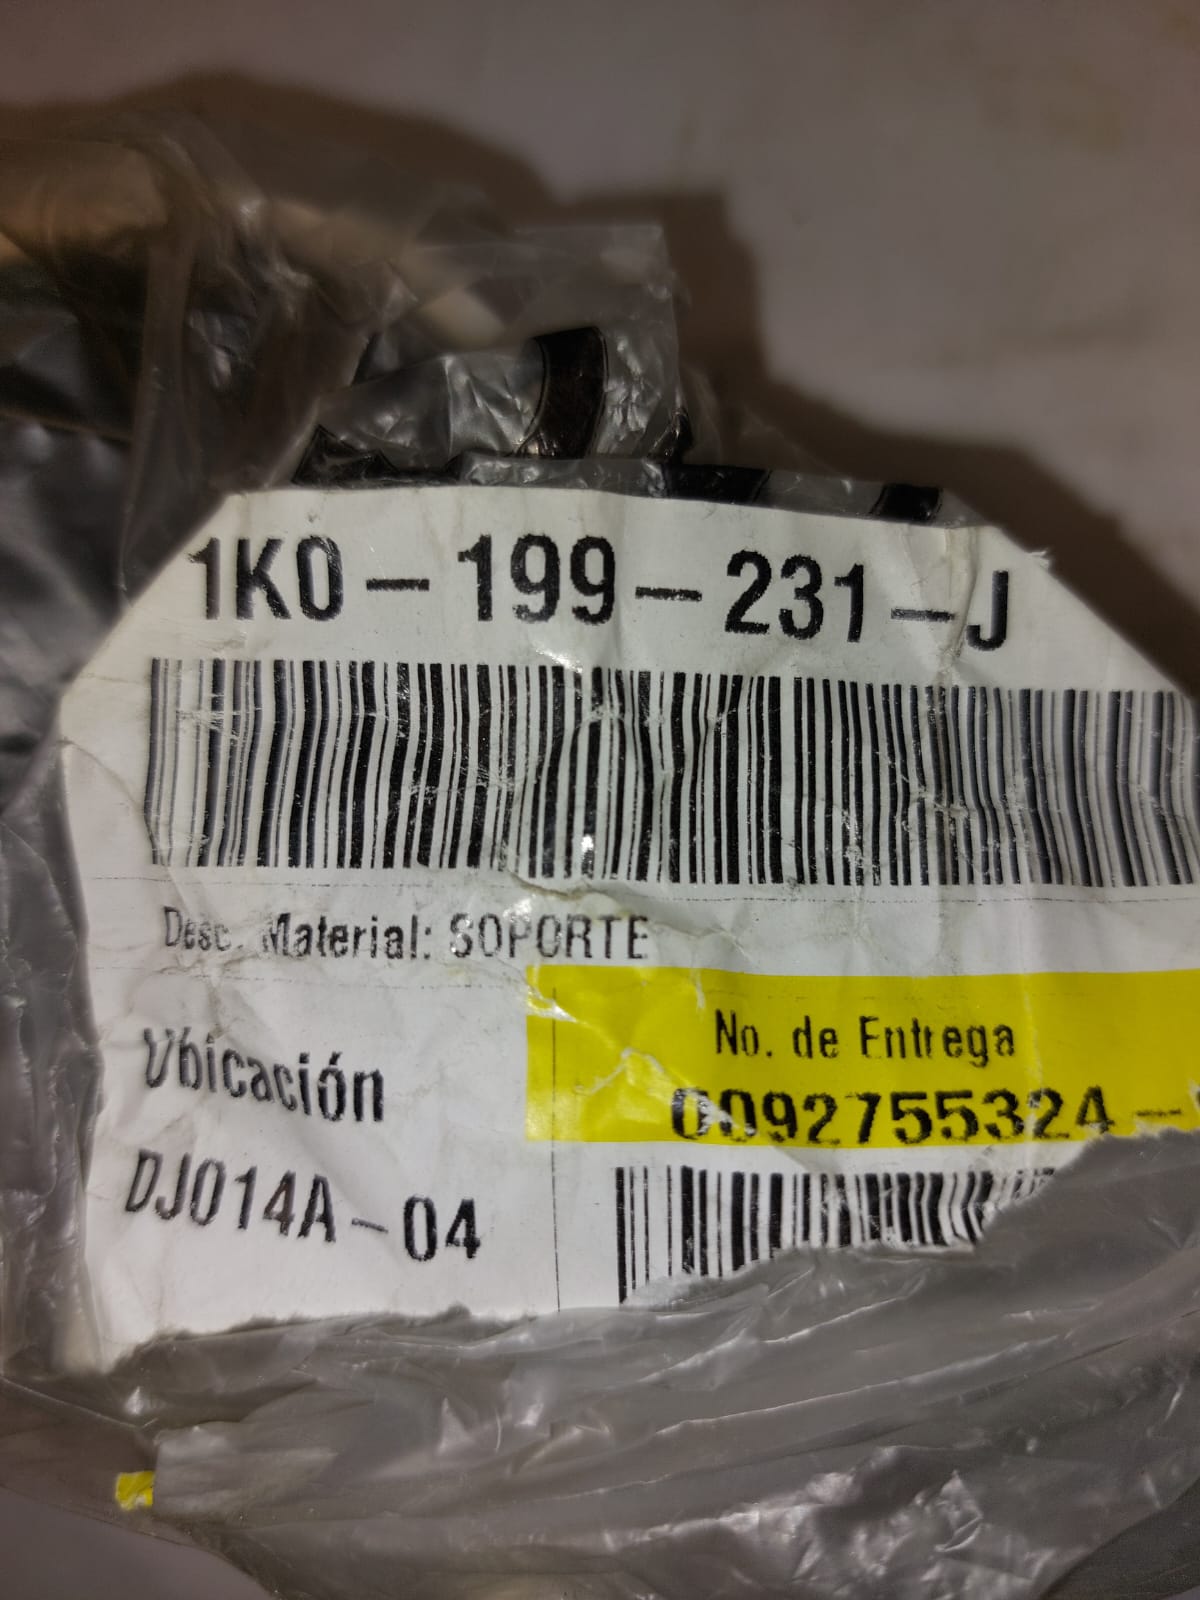 1K0-199-231-J
Desc. Material: SOPORTE
No. de Entrega
Ubicación
0092755324-
DJ014A-04